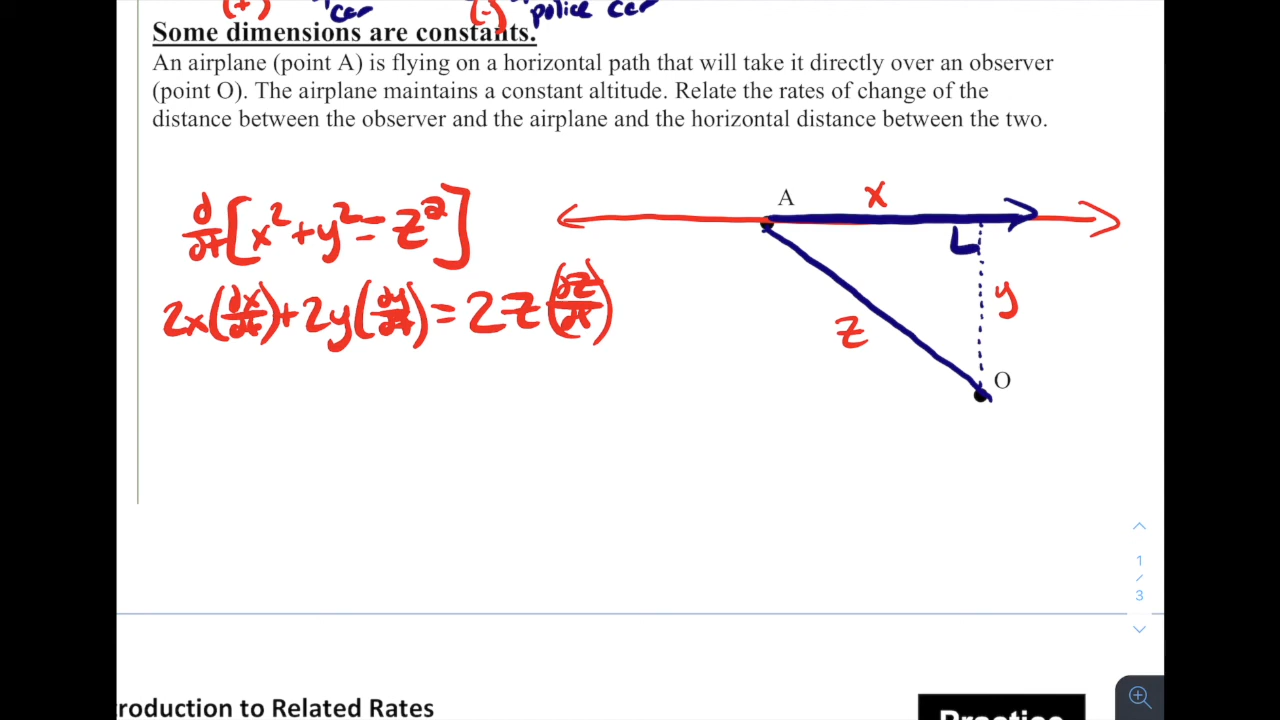 (+) car (-) police car
Some dimensions are constants.
An airplane (point A) is flying on a horizontal path that will take it directly over an observer
(point O). The airplane maintains a constant altitude. Relate the rates of change of the
distance between the observer and the airplane and the horizontal distance between the two.
A
x
d/dt[x²+y²=z²]
2x(dx/dt)+2y(dy/dt)=2z(dz/dt)
y
z
O
1
/
3
roduction to Related Rates
Practice